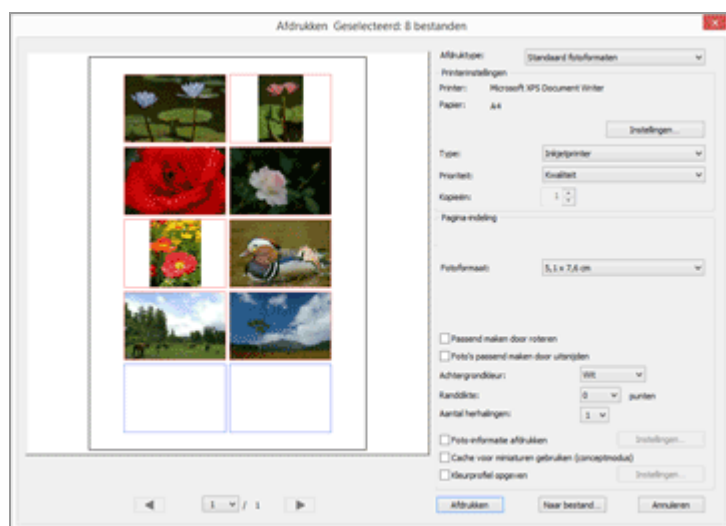 Afdrukken Geselecteerd: 8 bestanden
Afdruktype: Standaard fotoformaten
Printerinstellingen
Printer: Microsoft XPS Document Writer
Papier: A4
Instellingen...
Type: Inkjetprinter
Prioriteit: Kwaliteit
Kopieën: 1
Pagina-indeling
Fotoformaat: 5,1 x 7,6 cm
Passend maken door roteren
Foto's passend maken door uitsnijden
Achtergrondkleur: Wit
Randdikte: 0 punten
Aantal herhalingen: 1
Foto-informatie afdrukken Instellingen...
Cache voor miniaturen gebruiken (conceptmodus)
Kleurprofiel opgeven Instellingen...
1 / 1
Afdrukken Naar bestand... Annuleren